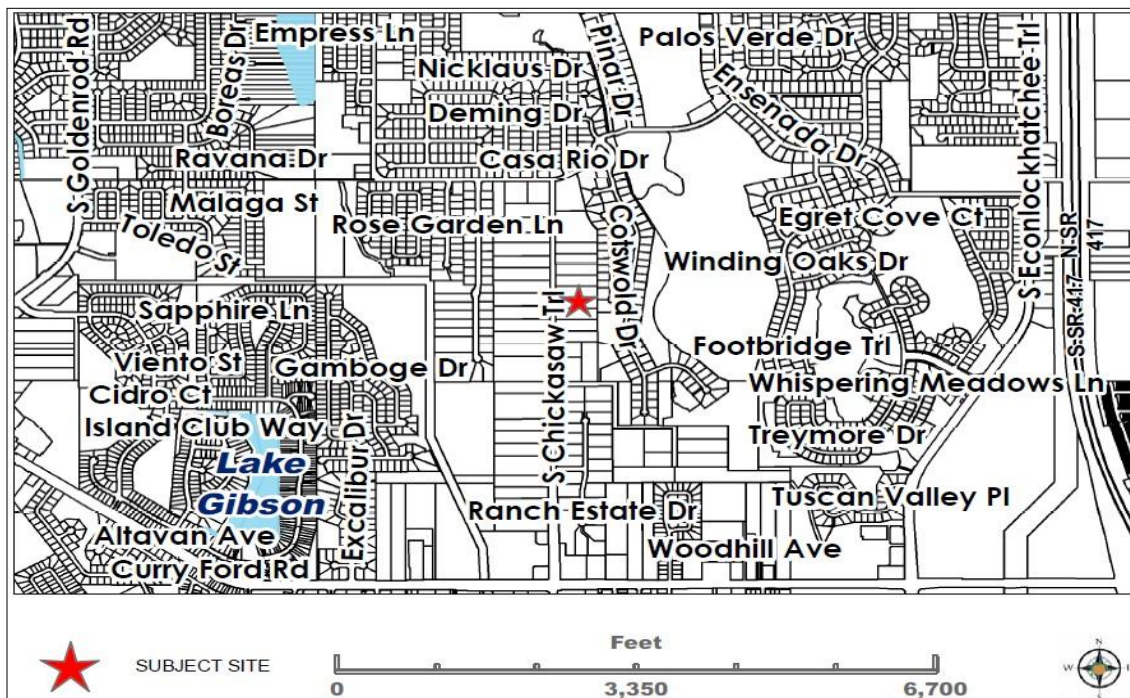 Empress Ln
Palos Verde Dr
Pinar Dr
S Goldenrod Rd
Boreas Dr
Nicklaus Dr
Ensenada Dr
S Econlockhatchee Trl
Deming Dr
Ravana Dr
Casa Rio Dr
Malaga St
Egret Cove Ct
Rose Garden Ln
Cotswold Dr
Toledo St
Winding Oaks Dr
S SR 417 N SR
417
Sapphire Ln
S Chickasaw Trl
Footbridge Trl
Viento St
Gamboge Dr
Whispering Meadows Ln
Cidro Ct
Island Club Way
Excalibur Dr
Treymore Dr
Lake
Gibson
Tuscan Valley Pl
Ranch Estate Dr
Altavan Ave
Woodhill Ave
Curry Ford Rd
SUBJECT SITE
Feet
0
3,350
6,700
N
W
E
S